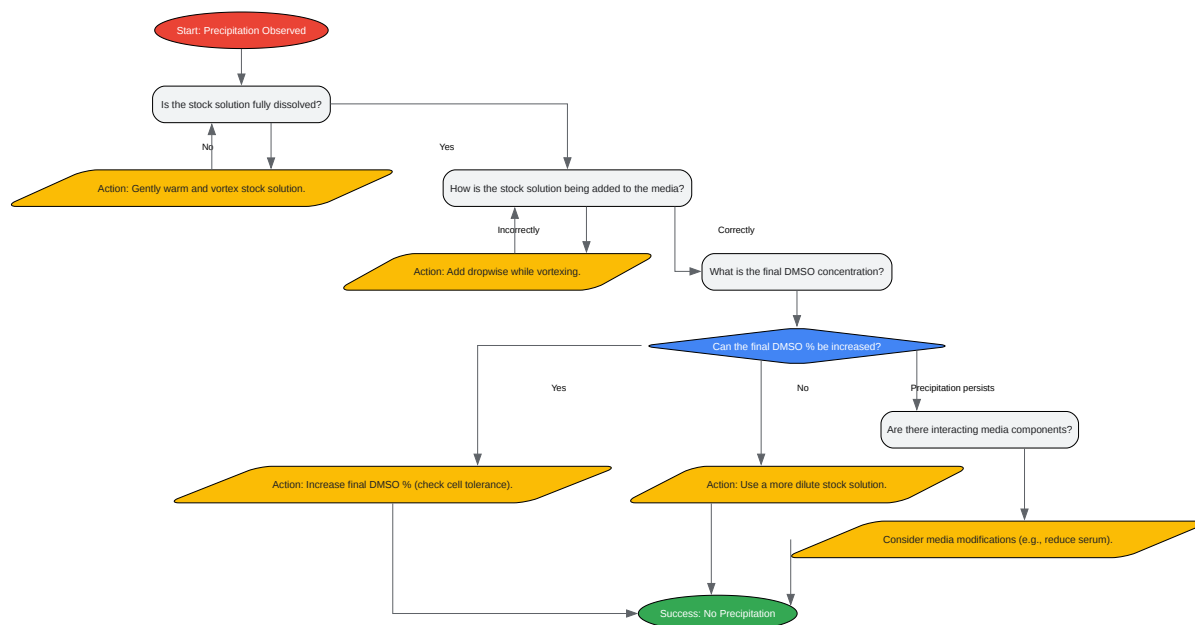 Start: Precipitation Observed
Is the stock solution fully dissolved?
No
Yes
Action: Gently warm and vortex stock solution.
How is the stock solution being added to the media?
Incorrectly
Correctly
Action: Add dropwise while vortexing.
What is the final DMSO concentration?
Can the final DMSO % be increased?
Yes
No
Precipitation persists
Are there interacting media components?
Action: Increase final DMSO % (check cell tolerance).
Action: Use a more dilute stock solution.
Consider media modifications (e.g., reduce serum).
Success: No Precipitation